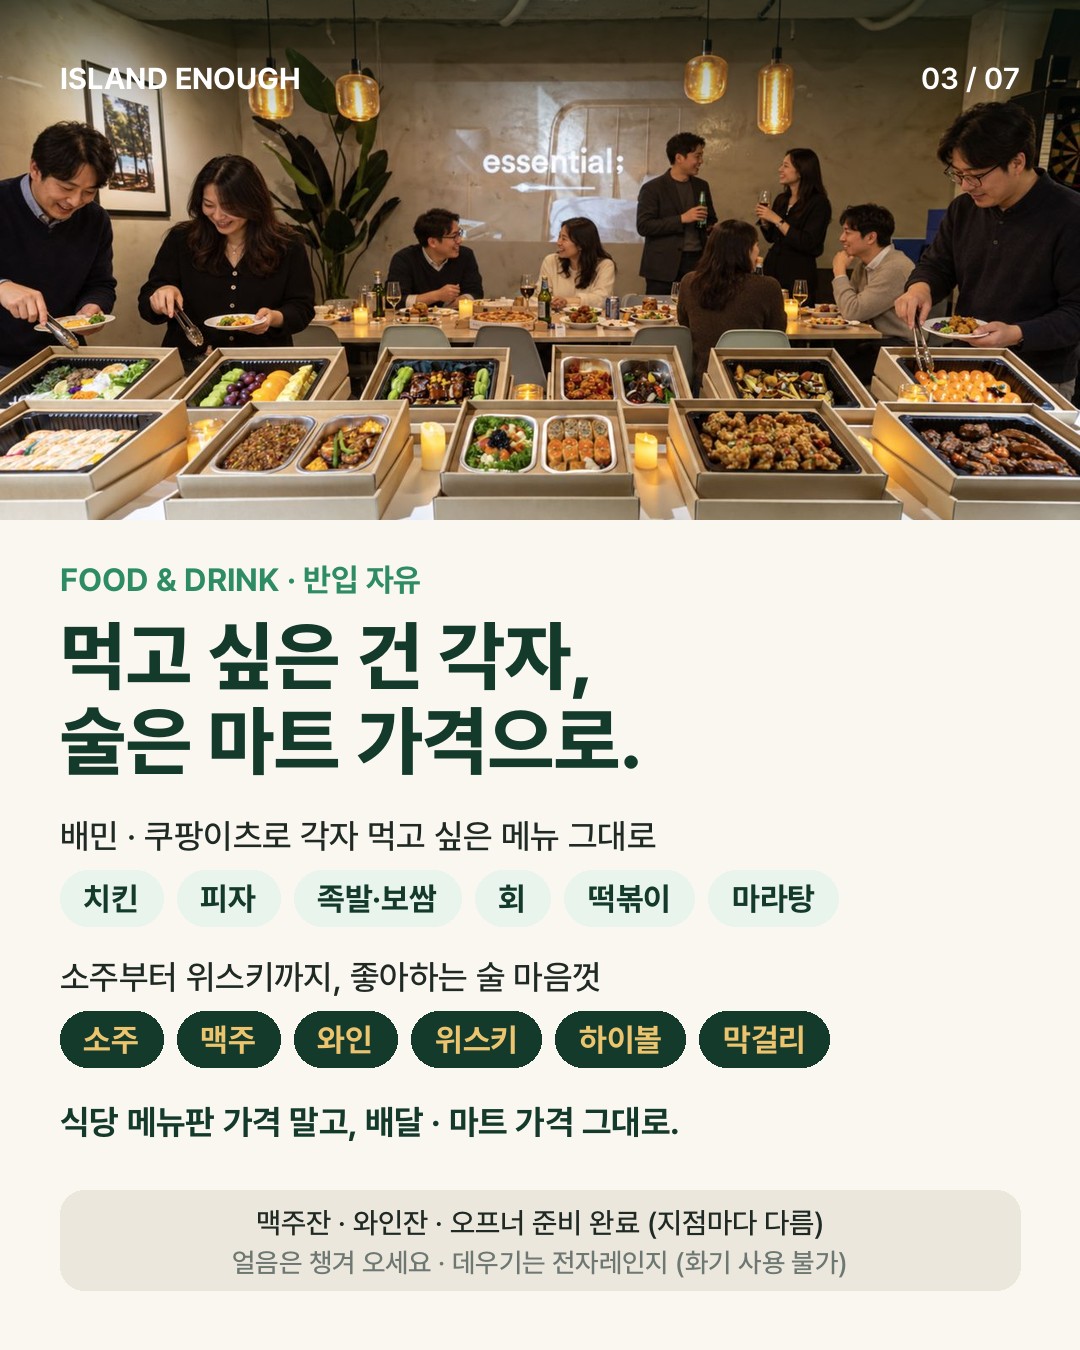 ISLAND ENOUGH
03 / 07
essential;
FOOD & DRINK · 반입 자유
먹고 싶은 건 각자,
술은 마트 가격으로.
배민 · 쿠팡이츠로 각자 먹고 싶은 메뉴 그대로
치킨 피자 족발·보쌈 회 떡볶이 마라탕
소주부터 위스키까지, 좋아하는 술 마음껏
소주 맥주 와인 위스키 하이볼 막걸리
식당 메뉴판 가격 말고, 배달 · 마트 가격 그대로.
맥주잔 · 와인잔 · 오프너 준비 완료 (지점마다 다름)
얼음은 챙겨 오세요 · 데우기는 전자레인지 (화기 사용 불가)